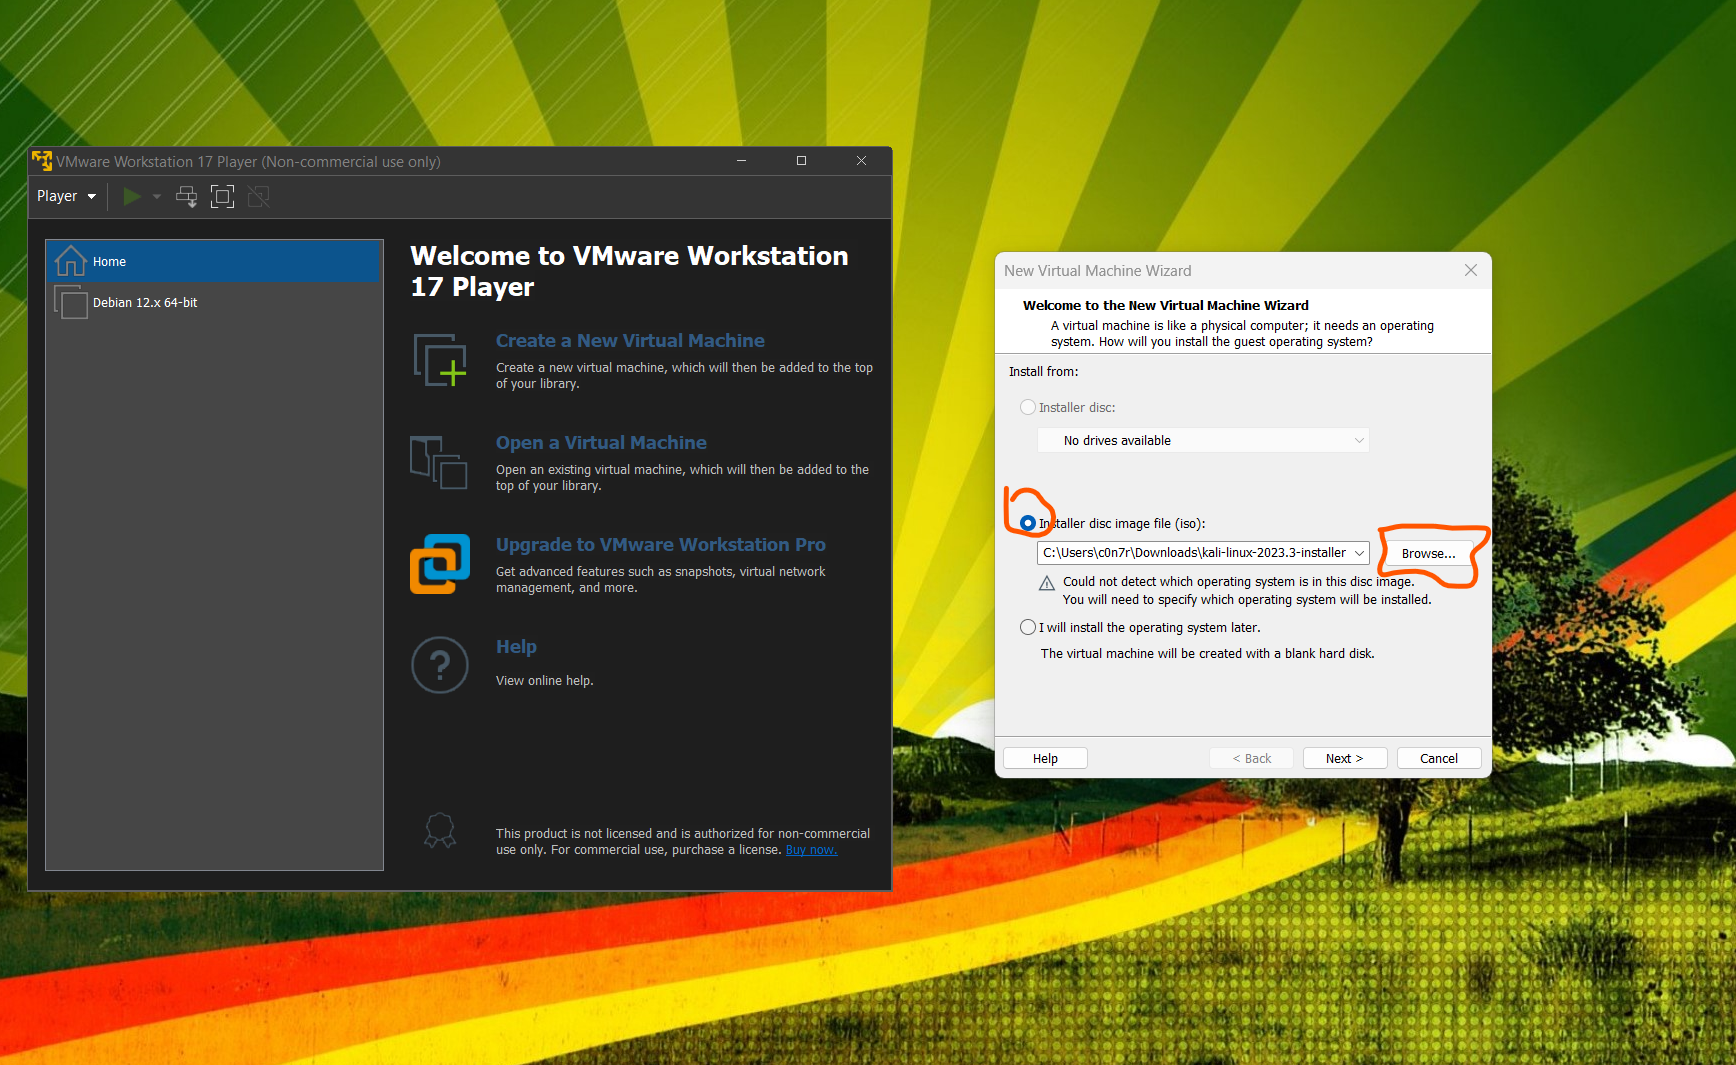 VMware Workstation 17 Player (Non-commercial use only)
Player
Home
Debian 12.x 64-bit
Welcome to VMware Workstation
17 Player
Create a New Virtual Machine
Create a new virtual machine, which will then be added to the top
of your library.
Open a Virtual Machine
Open an existing virtual machine, which will then be added to the
top of your library.
Upgrade to VMware Workstation Pro
Get advanced features such as snapshots, virtual network
management, and more.
Help
View online help.
This product is not licensed and is authorized for non-commercial
use only. For commercial use, purchase a license. Buy now.
New Virtual Machine Wizard
Welcome to the New Virtual Machine Wizard
A virtual machine is like a physical computer; it needs an operating
system. How will you install the guest operating system?
Install from:
Installer disc:
No drives available
Installer disc image file (iso):
C:\Users\c0n7r\Downloads\kali-linux-2023.3-installer
Browse...
Could not detect which operating system is in this disc image.
You will need to specify which operating system will be installed.
I will install the operating system later.
The virtual machine will be created with a blank hard disk.
Help
< Back
Next >
Cancel